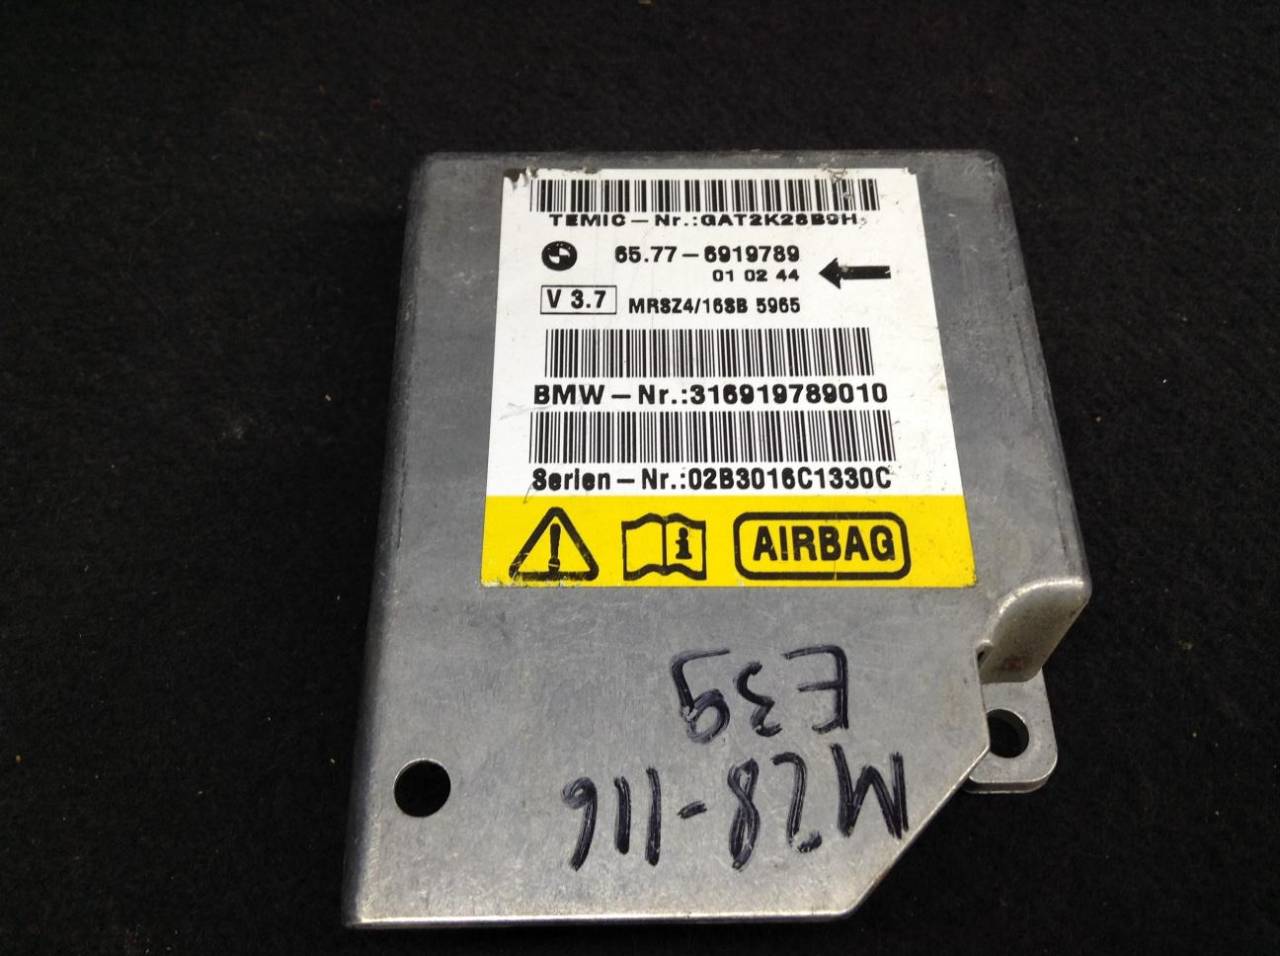 TEMIC-Nr.:GAT2K28B9H
65.77-6919789
01 02 44
V 3.7 MRSZ4/16SB 5965
BMW-Nr.:316919789010
Serien-Nr.:02B3016C1330C
AIRBAG
E39
M28-116